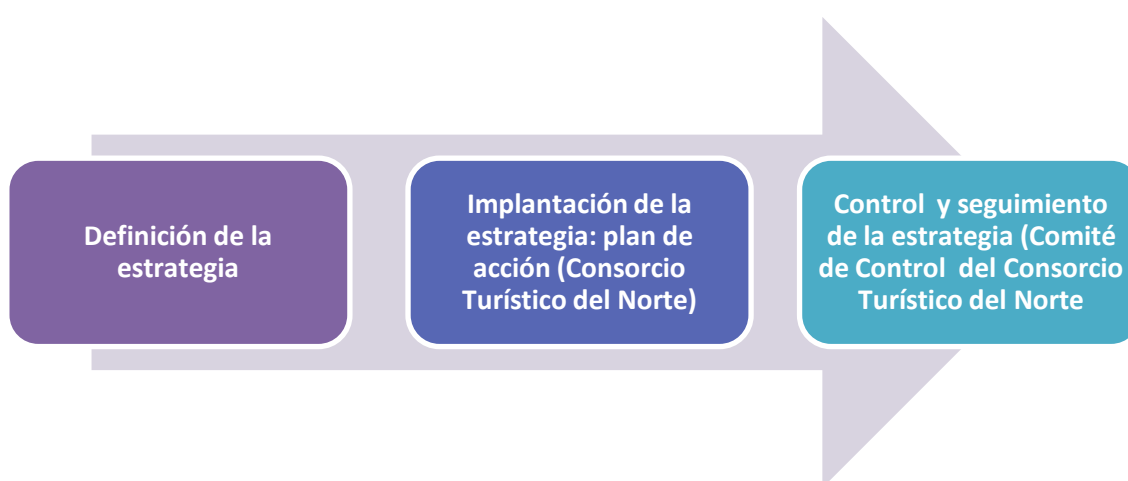 Definición de la
estrategia
Implantación de la
estrategia: plan de
acción (Consorcio
Turístico del Norte)
Control  y seguimiento
de la estrategia (Comité
de Control  del Consorcio
Turístico del Norte